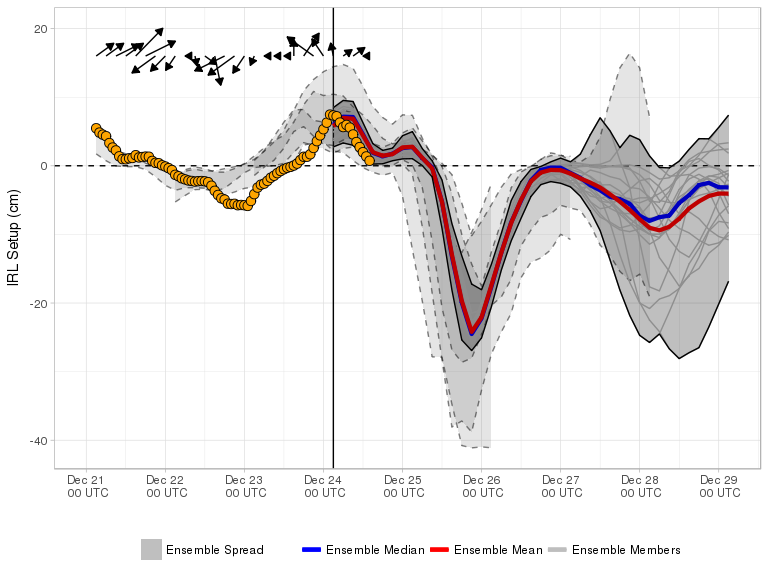 20
0
-20
-40
IRL Setup (cm)
Dec 21 Dec 22 Dec 23 Dec 24 Dec 25 Dec 26 Dec 27 Dec 28 Dec 29
00 UTC 00 UTC 00 UTC 00 UTC 00 UTC 00 UTC 00 UTC 00 UTC 00 UTC
Ensemble Spread Ensemble Median Ensemble Mean Ensemble Members